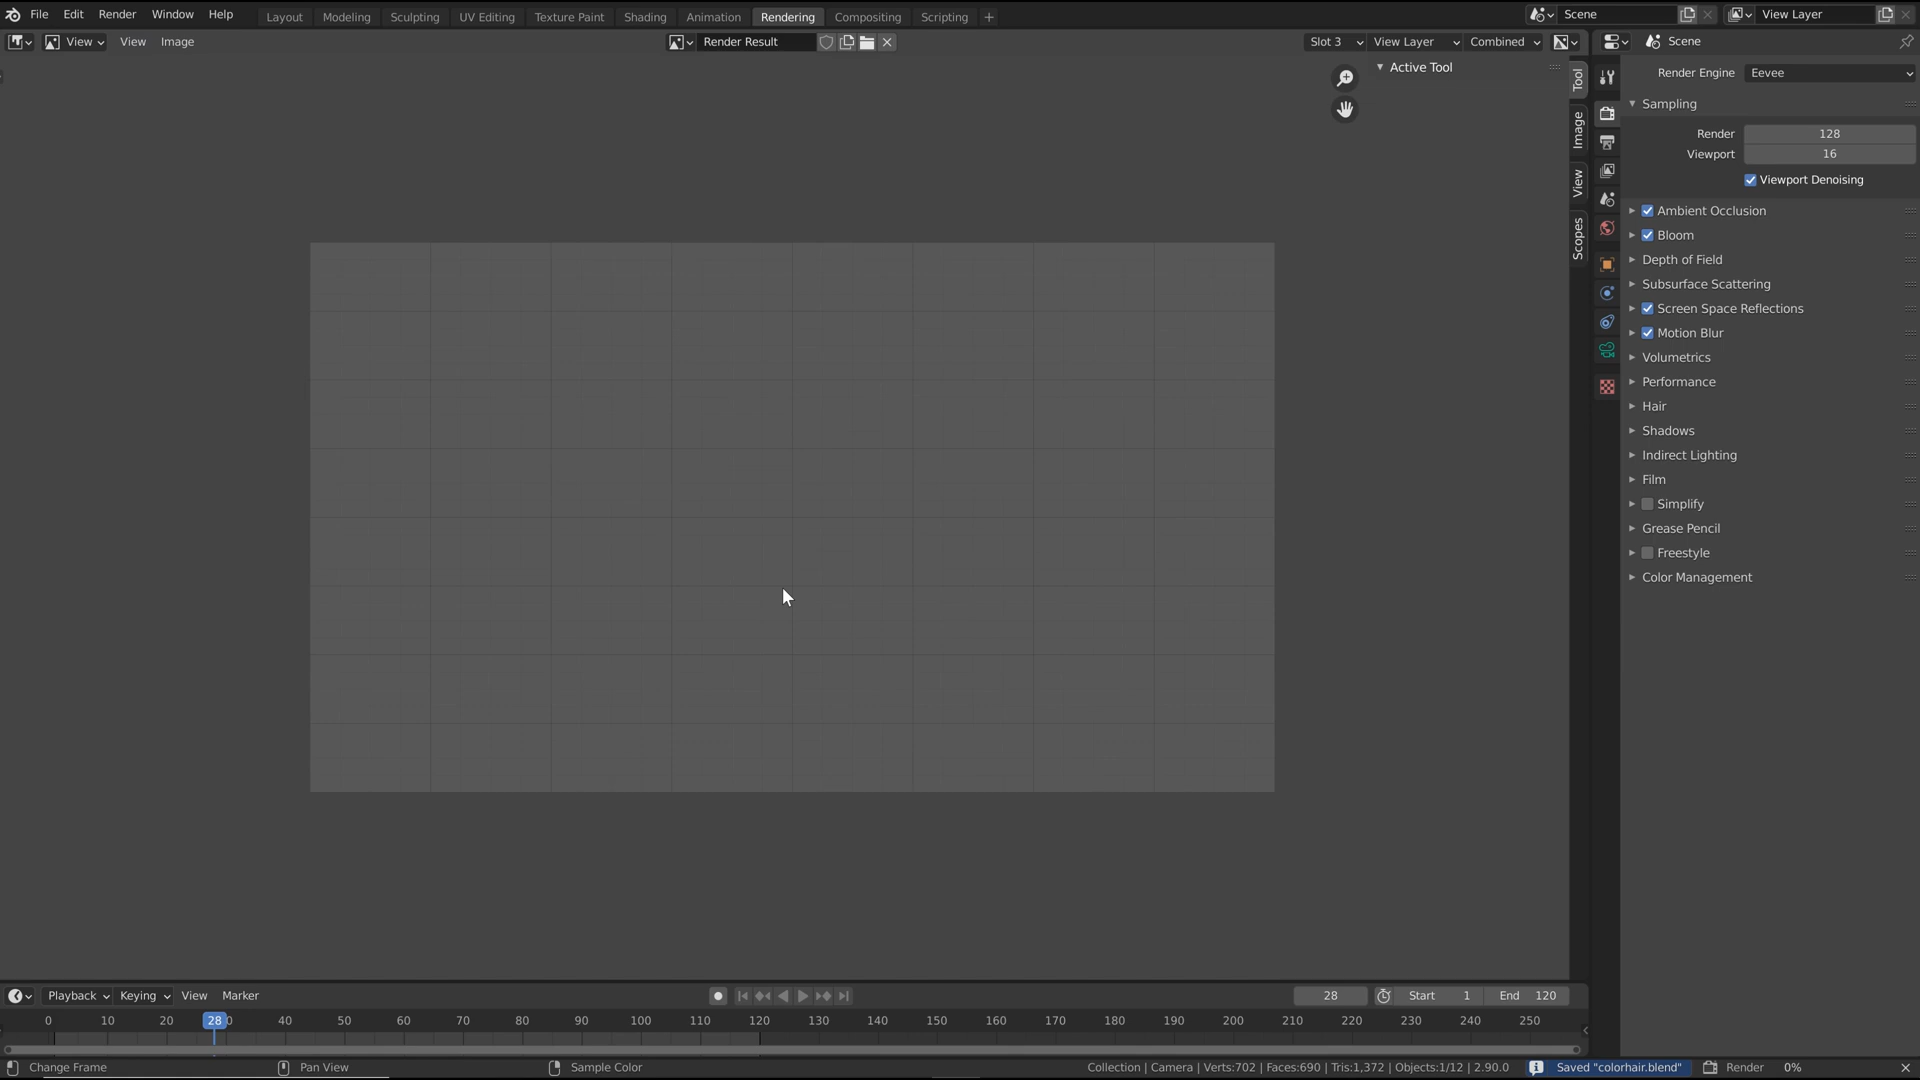 File Edit Render Window Help Layout Modeling Sculpting UV Editing Texture Paint Shading Animation Rendering Compositing Scripting + Scene View Layer
View View Image Render Result Slot 3 View Layer Combined Scene
Active Tool
Tool
Image
View
Scopes
Render Engine Eevee
Sampling
Render 128
Viewport 16
Viewport Denoising
Ambient Occlusion
Bloom
Depth of Field
Subsurface Scattering
Screen Space Reflections
Motion Blur
Volumetrics
Performance
Hair
Shadows
Indirect Lighting
Film
Simplify
Grease Pencil
Freestyle
Color Management
Playback Keying View Marker 28 Start 1 End 120
0 10 20 28 40 50 60 70 80 90 100 110 120 130 140 150 160 170 180 190 200 210 220 230 240 250
Change Frame Pan View Sample Color Collection | Camera | Verts:702 | Faces:690 | Tris:1,372 | Objects:1/12 | 2.90.0 Saved "colorhair.blend" Render 0%